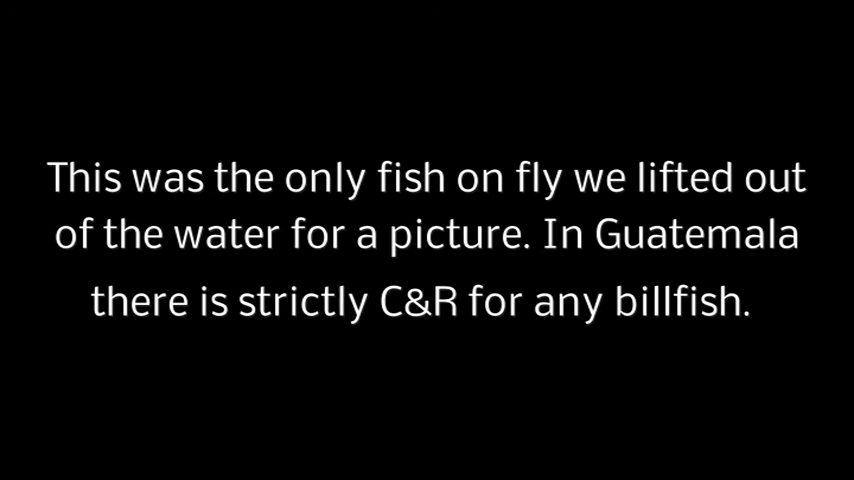 This was the only fish on fly we lifted out
of the water for a picture. In Guatemala
there is strictly C&R for any billfish.